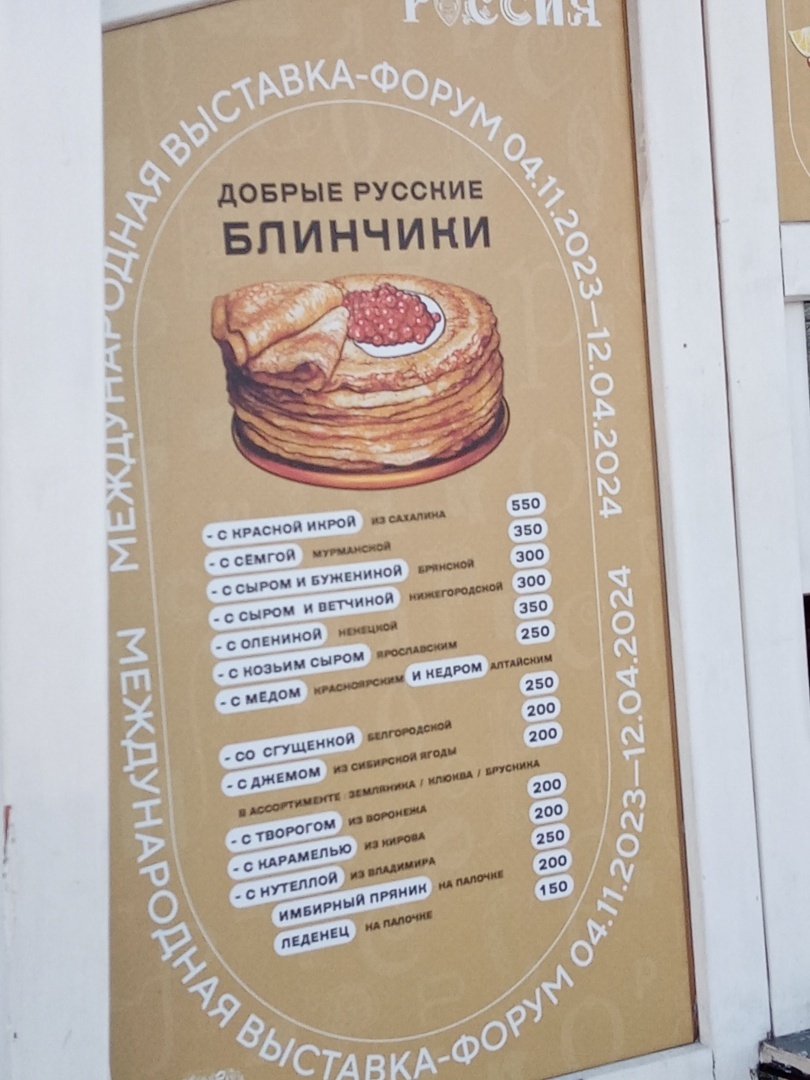 РОССИЯ
МЕЖДУНАРОДНАЯ ВЫСТАВКА-ФОРУМ 04.11.2023–12.04.2024
ДОБРЫЕ РУССКИЕ
БЛИНЧИКИ
- С КРАСНОЙ ИКРОЙ ИЗ САХАЛИНА 550
- С СЁМГОЙ МУРМАНСКОЙ 350
- С СЫРОМ И БУЖЕНИНОЙ БРЯНСКОЙ 300
- С СЫРОМ И ВЕТЧИНОЙ НИЖЕГОРОДСКОЙ 300
- С ОЛЕНИНОЙ НЕНЕЦКОЙ 350
- С КОЗЬИМ СЫРОМ ЯРОСЛАВСКИМ 250
- С МЁДОМ КРАСНОЯРСКИМ И КЕДРОМ АЛТАЙСКИМ 250
- СО СГУЩЕНКОЙ БЕЛГОРОДСКОЙ 200
- С ДЖЕМОМ ИЗ СИБИРСКОЙ ЯГОДЫ 200
В АССОРТИМЕНТЕ : ЗЕМЛЯНИКА / КЛЮКВА / БРУСНИКА
- С ТВОРОГОМ ИЗ ВОРОНЕЖА 200
- С КАРАМЕЛЬЮ ИЗ КИРОВА 200
- С НУТЕЛЛОЙ ИЗ ВЛАДИМИРА 250
ИМБИРНЫЙ ПРЯНИК НА ПАЛОЧКЕ 200
ЛЕДЕНЕЦ НА ПАЛОЧКЕ 150
МЕЖДУНАРОДНАЯ ВЫСТАВКА-ФОРУМ 04.11.2023–12.04.2024